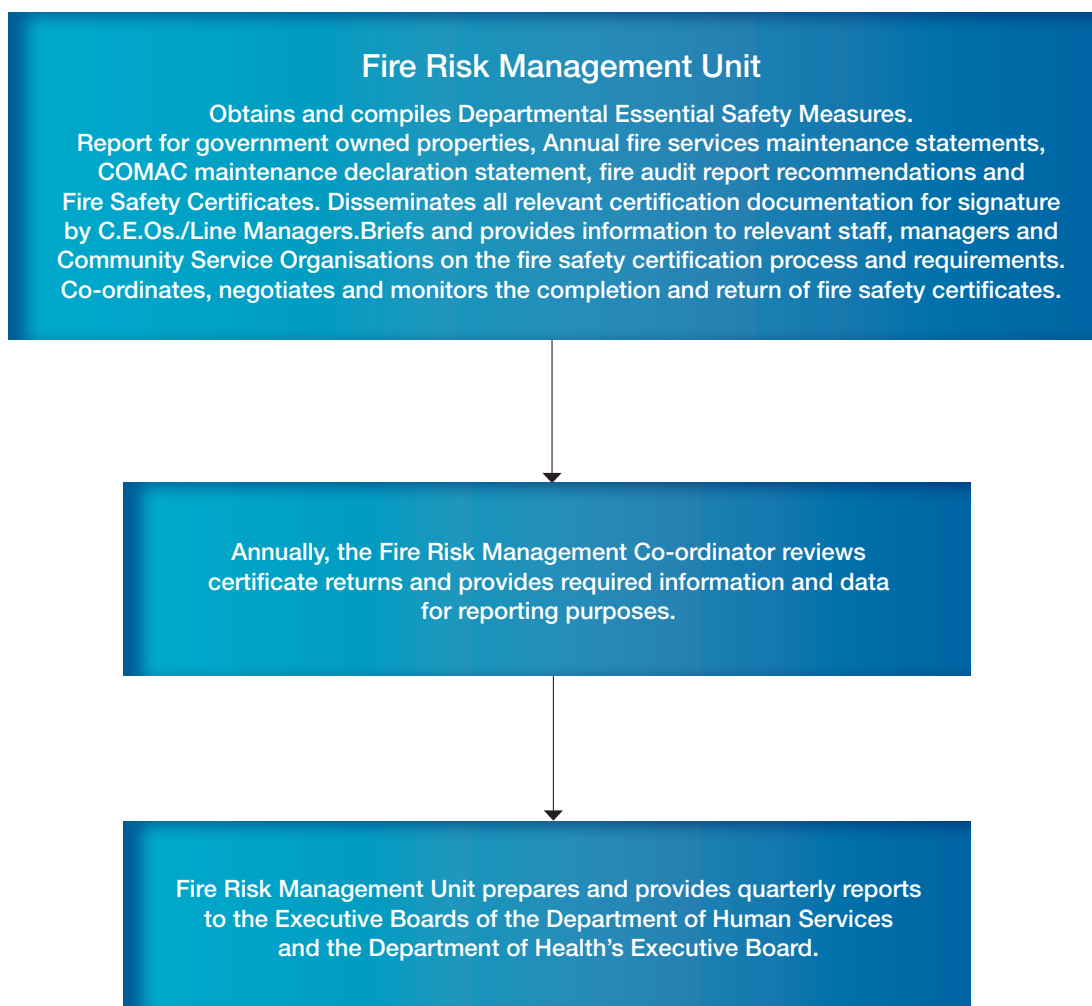 Fire Risk Management Unit
Obtains and compiles Departmental Essential Safety Measures.
Report for government owned properties, Annual fire services maintenance statements,
COMAC maintenance declaration statement, fire audit report recommendations and
Fire Safety Certificates. Disseminates all relevant certification documentation for signature
by C.E.Os./Line Managers.Briefs and provides information to relevant staff, managers and
Community Service Organisations on the fire safety certification process and requirements.
Co-ordinates, negotiates and monitors the completion and return of fire safety certificates.
Annually, the Fire Risk Management Co-ordinator reviews
certificate returns and provides required information and data
for reporting purposes.
Fire Risk Management Unit prepares and provides quarterly reports
to the Executive Boards of the Department of Human Services
and the Department of Health’s Executive Board.